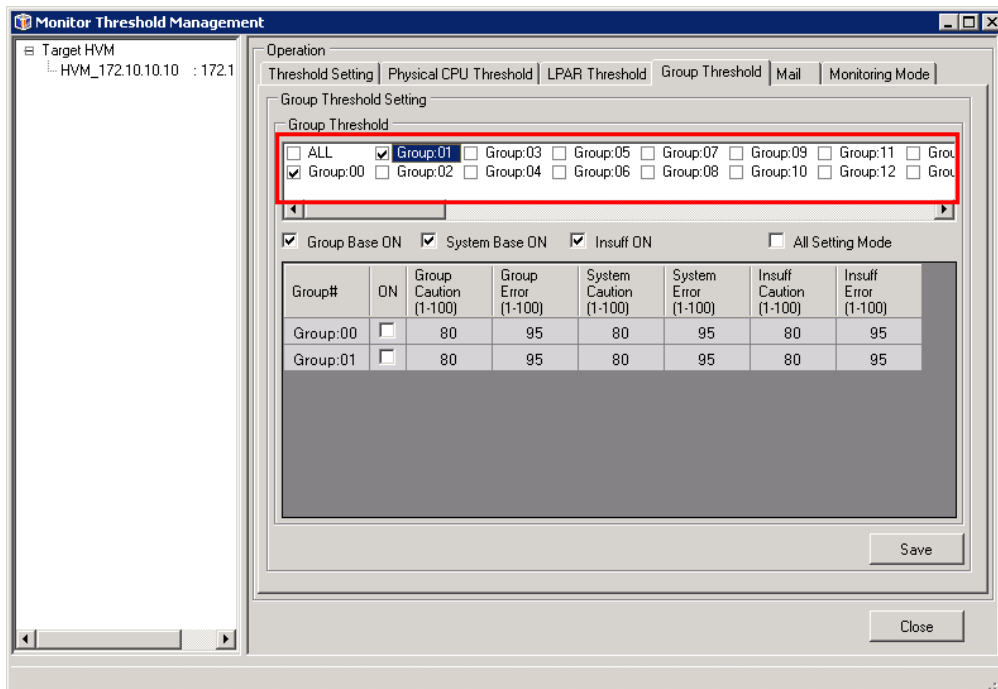 Monitor Threshold Management
Target HVM
HVM_172.10.10.10 : 172.1
Operation
Threshold Setting Physical CPU Threshold LPAR Threshold Group Threshold Mail Monitoring Mode
Group Threshold Setting
Group Threshold
ALL Group:01 Group:03 Group:05 Group:07 Group:09 Group:11 Grou
Group:00 Group:02 Group:04 Group:06 Group:08 Group:10 Group:12 Grou
Group Base ON System Base ON Insuff ON All Setting Mode
Group# ON Group Caution (1-100) Group Error (1-100) System Caution (1-100) System Error (1-100) Insuff Caution (1-100) Insuff Error (1-100)
Group:00 80 95 80 95 80 95
Group:01 80 95 80 95 80 95
Save
Close